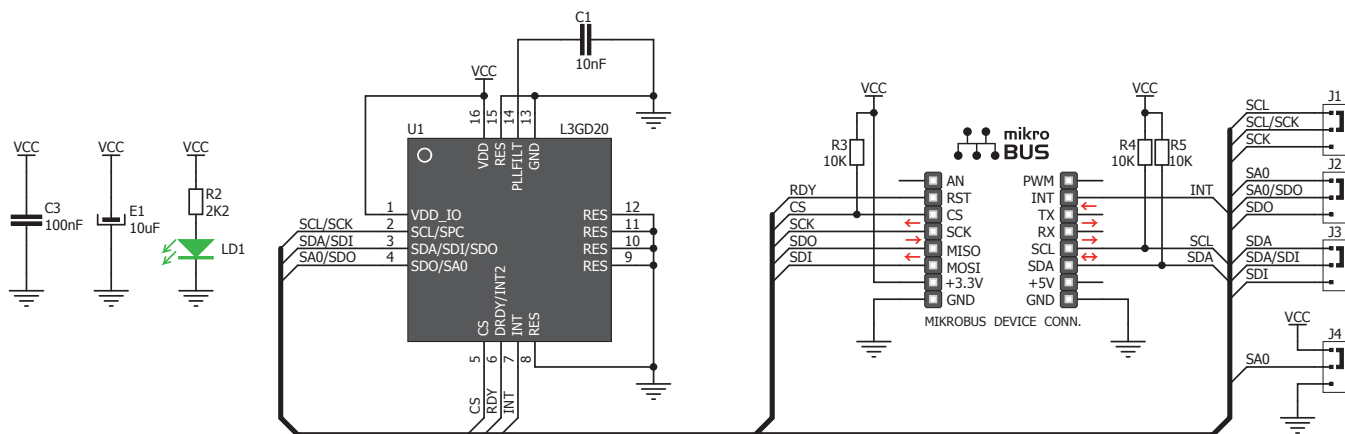 VCC
C3
100nF
VCC
E1
10uF
VCC
R2
2K2
LD1
C1
10nF
VCC
U1
L3GD20
16
15
14
13
VDD
RES
PLLFILT
GND
1
VDD_IO
SCL/SCK
2
SCL/SPC
SDA/SDI
3
SDA/SDI/SDO
SA0/SDO
4
SDO/SA0
RES
12
RES
11
RES
10
RES
9
CS
DRDY/INT2
INT
RES
5
6
7
8
CS
RDY
INT
VCC
R3
10K
mikro
BUS
VCC
R4
10K
R5
10K
RDY
CS
SCK
SDO
SDI
AN
RST
CS
SCK
MISO
MOSI
+3.3V
GND
PWM
INT
TX
RX
SCL
SDA
+5V
GND
INT
SCL
SDA
MIKROBUS DEVICE CONN.
J1
SCL
SCL/SCK
SCK
J2
SA0
SA0/SDO
SDO
J3
SDA
SDA/SDI
SDI
VCC
J4
SA0